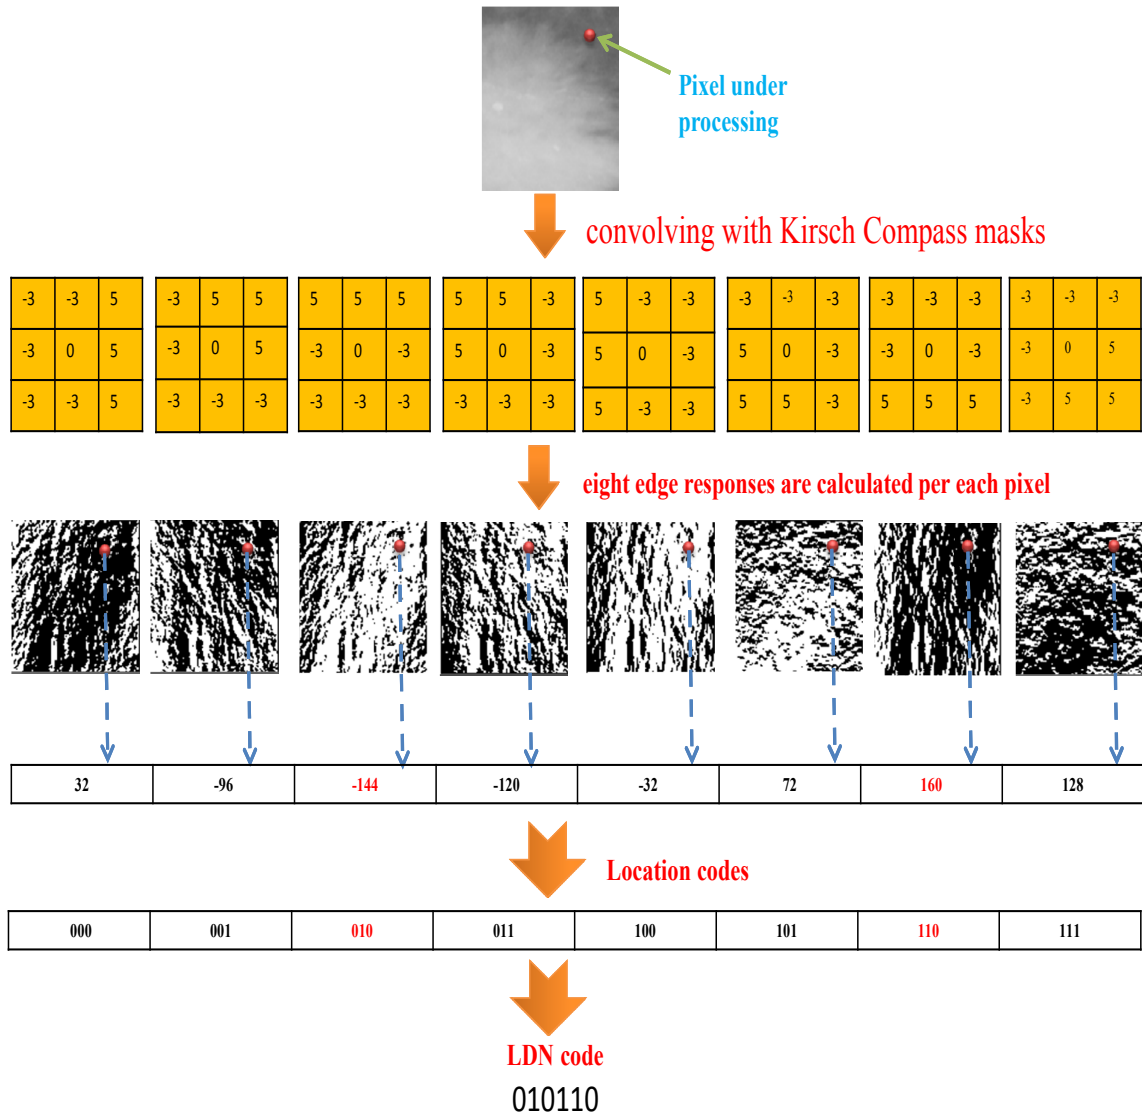 Pixel under
processing
convolving with Kirsch Compass masks
-3 -3 5 -3 5 5 5 5 5 5 5 -3 5 -3 -3 -3 -3 -3 -3 -3 -3 -3 -3 -3
-3 0 5 -3 0 5 -3 0 -3 5 0 -3 5 0 -3 5 0 -3 -3 0 -3 -3 0 5
-3 -3 5 -3 -3 -3 -3 -3 -3 -3 -3 -3 5 -3 -3 5 5 -3 5 5 5 -3 5 5
eight edge responses are calculated per each pixel
32 -96 -144 -120 -32 72 160 128
Location codes
000 001 010 011 100 101 110 111
LDN code
010110